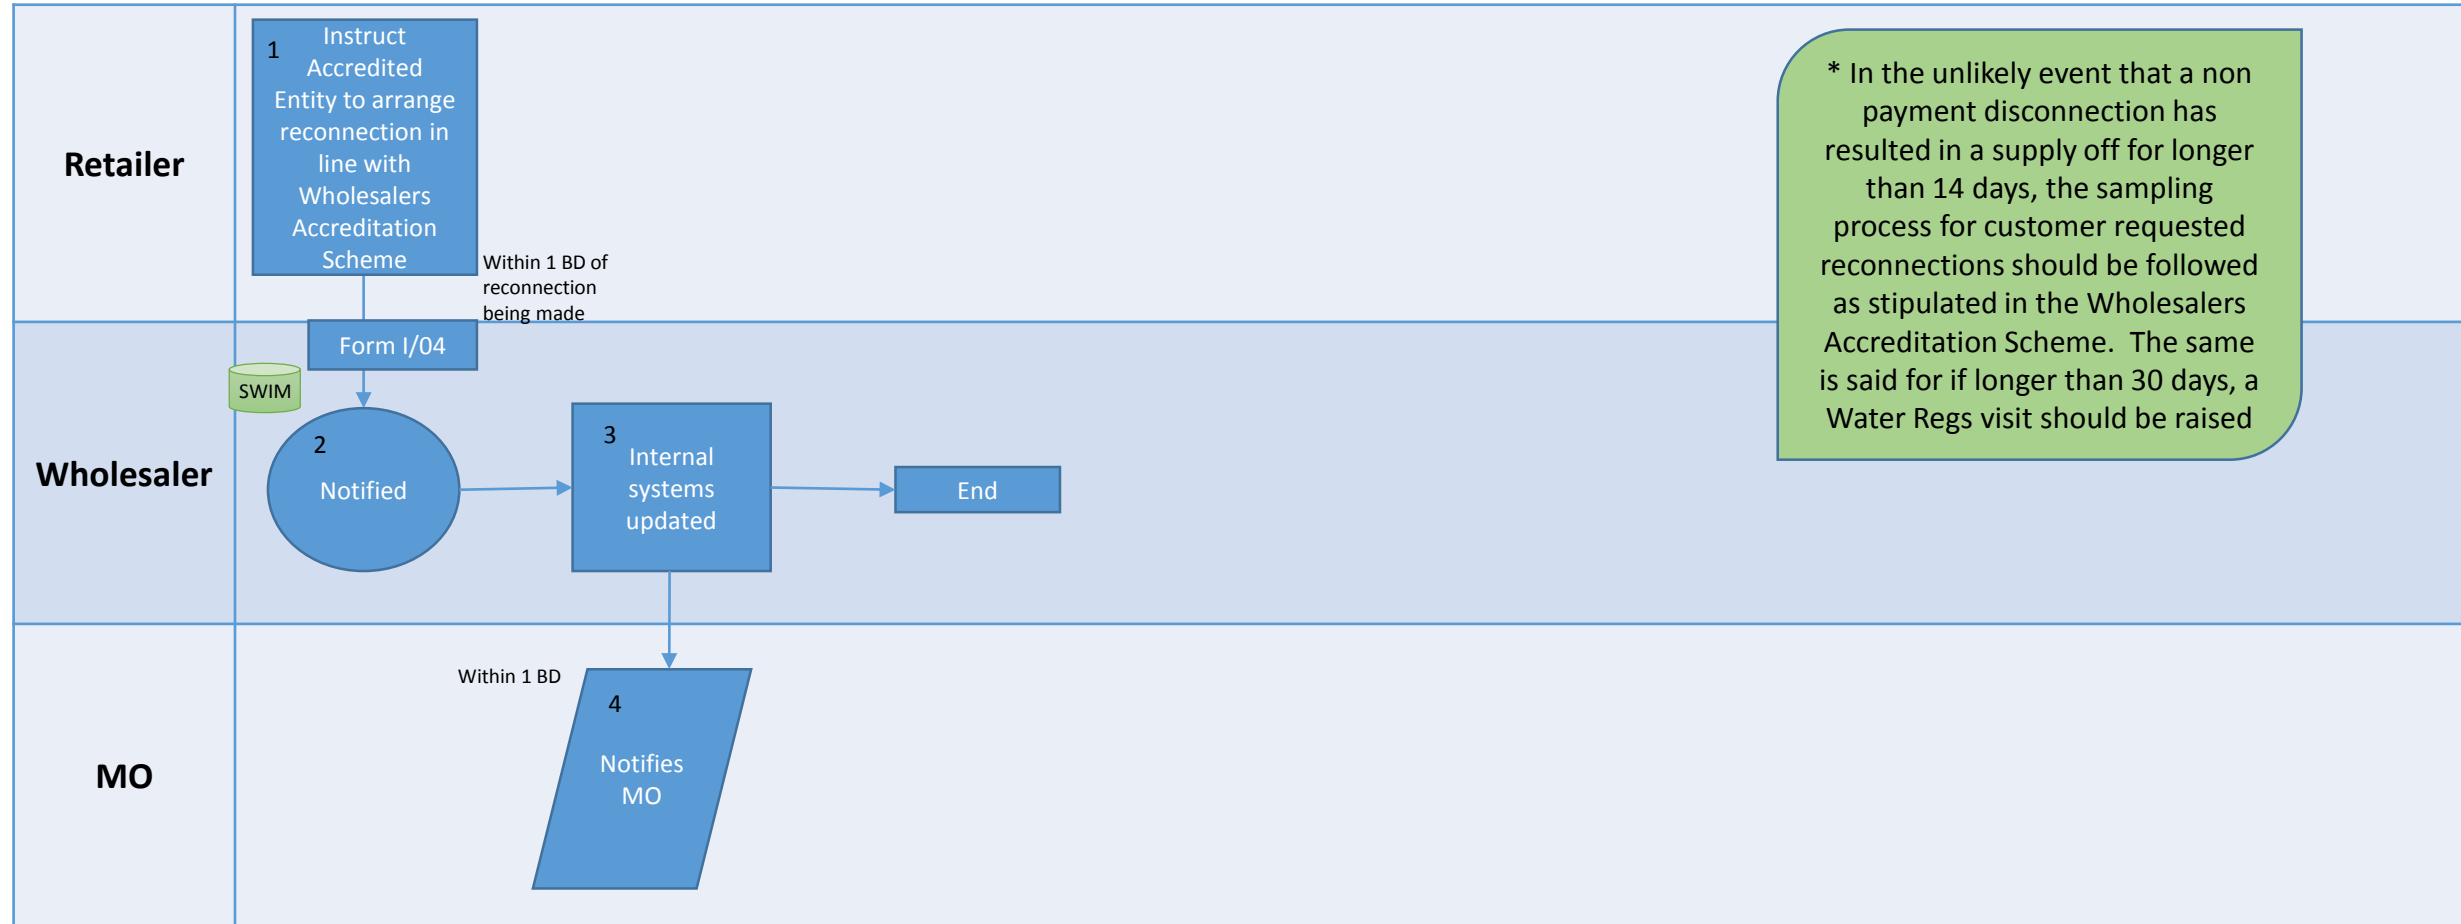 Retailer
1
Instruct
Accredited
Entity to arrange
reconnection in
line with
Wholesalers
Accreditation
Scheme
Within 1 BD of
reconnection
being made
* In the unlikely event that a non
payment disconnection has
resulted in a supply off for longer
than 14 days, the sampling
process for customer requested
reconnections should be followed
as stipulated in the Wholesalers
Accreditation Scheme.  The same
is said for if longer than 30 days, a
Water Regs visit should be raised
Wholesaler
Form I/04
SWIM
2
Notified
3
Internal
systems
updated
End
MO
Within 1 BD
4
Notifies
MO